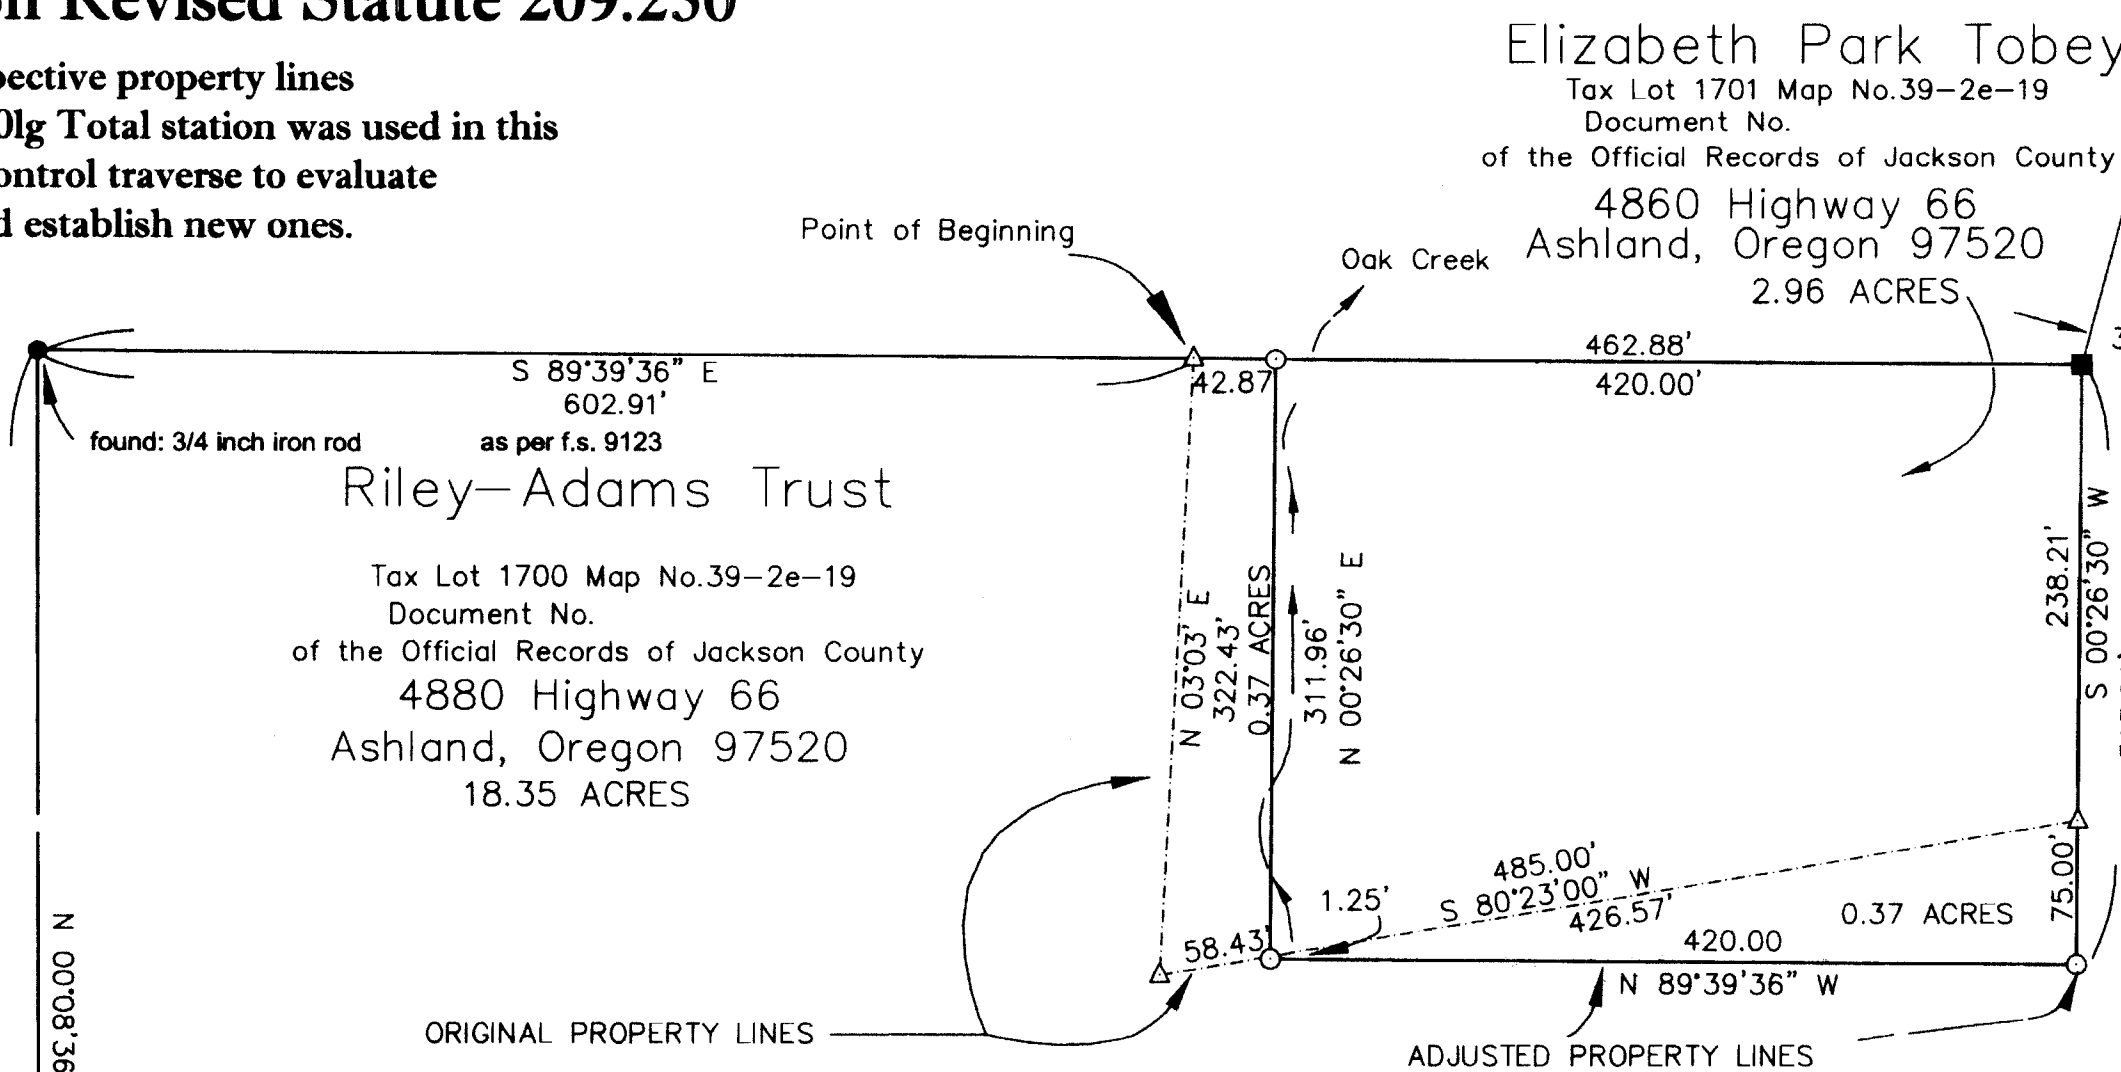 Revised Statute 209.230
pective property lines
0lg Total station was used in this
ontrol traverse to evaluate
d establish new ones.
Elizabeth Park Tobey
Tax Lot 1701 Map No.39-2e-19
Document No.
of the Official Records of Jackson County
4860 Highway 66
Ashland, Oregon 97520
2.96 ACRES
Point of Beginning
Oak Creek
S 89°39'36" E
602.91'
42.87
462.88'
420.00'
found: 3/4 inch iron rod as per f.s. 9123
Riley-Adams Trust
Tax Lot 1700 Map No.39-2e-19
Document No.
of the Official Records of Jackson County
4880 Highway 66
Ashland, Oregon 97520
18.35 ACRES
N 03°03' E
322.43'
0.37 ACRES
311.96'
N 00°26'30" E
238.21'
S 00°26'30" W
75.00'
485.00'
S 80°23'00" W
426.57'
1.25'
58.43'
0.37 ACRES
420.00
N 89°39'36" W
N 00°08'36
ORIGINAL PROPERTY LINES
ADJUSTED PROPERTY LINES